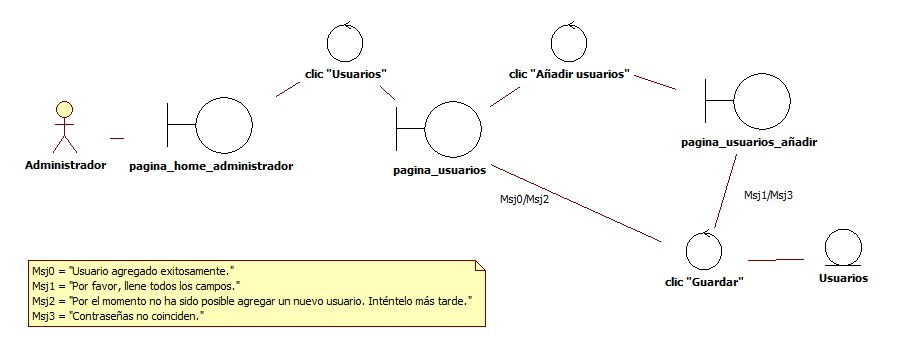 clic "Usuarios"
clic "Añadir usuarios"
Administrador
pagina_home_administrador
pagina_usuarios
pagina_usuarios_añadir
Msj0/Msj2
Msj1/Msj3
clic "Guardar"
Usuarios
Msj0 = "Usuario agregado exitosamente."
Msj1 = "Por favor, llene todos los campos."
Msj2 = "Por el momento no ha sido posible agregar un nuevo usuario. Inténtelo más tarde."
Msj3 = "Contraseñas no coinciden."